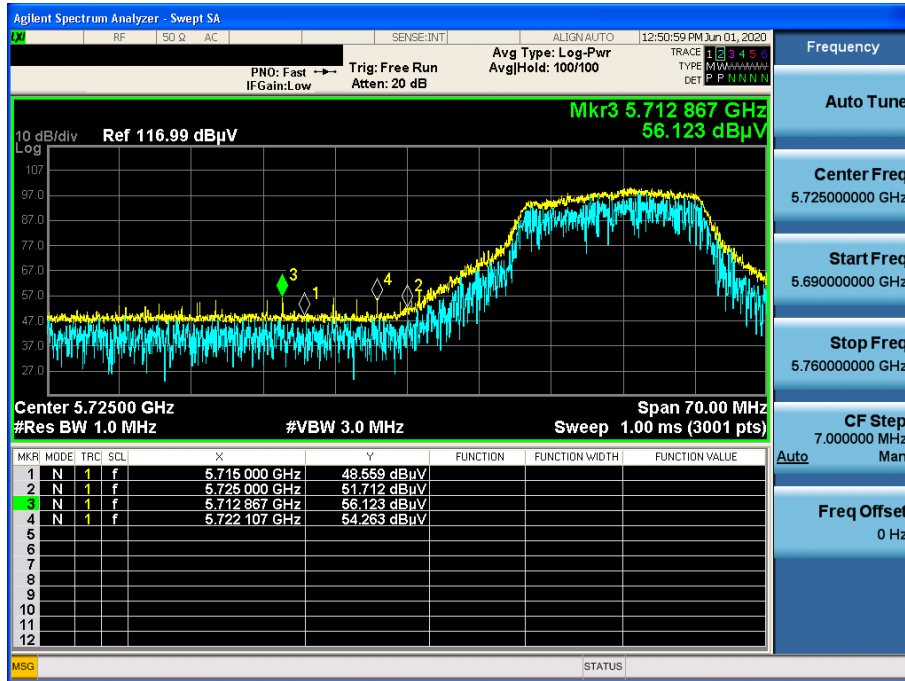 Agilent Spectrum Analyzer - Swept SA
LXI RF 50 Ω AC SENSE:INT ALIGN AUTO 12:50:59 PM Jun 01, 2020
PNO: Fast Trig: Free Run Avg Type: Log-Pwr TRACE 1 2 3 4 5 6
IFGain:Low Atten: 20 dB Avg|Hold: 100/100 TYPE M W
DET P P N N N N
Mkr3 5.712 867 GHz
56.123 dBµV
10 dB/div Ref 116.99 dBµV
Log
107
97.0
87.0
77.0
67.0
57.0
47.0
37.0
27.0
3
1
4
2
Center 5.72500 GHz Span 70.00 MHz
#Res BW 1.0 MHz #VBW 3.0 MHz Sweep 1.00 ms (3001 pts)
MKR MODE TRC SCL X Y FUNCTION FUNCTION WIDTH FUNCTION VALUE
1 N 1 f 5.715 000 GHz 48.559 dBµV
2 N 1 f 5.725 000 GHz 51.712 dBµV
3 N 1 f 5.712 867 GHz 56.123 dBµV
4 N 1 f 5.722 107 GHz 54.263 dBµV
5
6
7
8
9
10
11
12
MSG STATUS
Frequency
Auto Tune
Center Freq
5.725000000 GHz
Start Freq
5.690000000 GHz
Stop Freq
5.760000000 GHz
CF Step
7.000000 MHz
Auto Man
Freq Offset
0 Hz